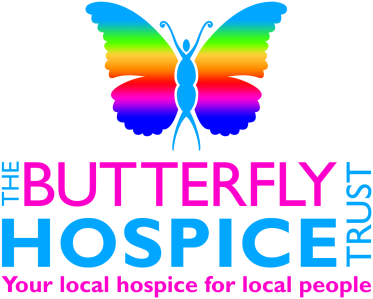 THE BUTTERFLY
HOSPICE TRUST
Your local hospice for local people